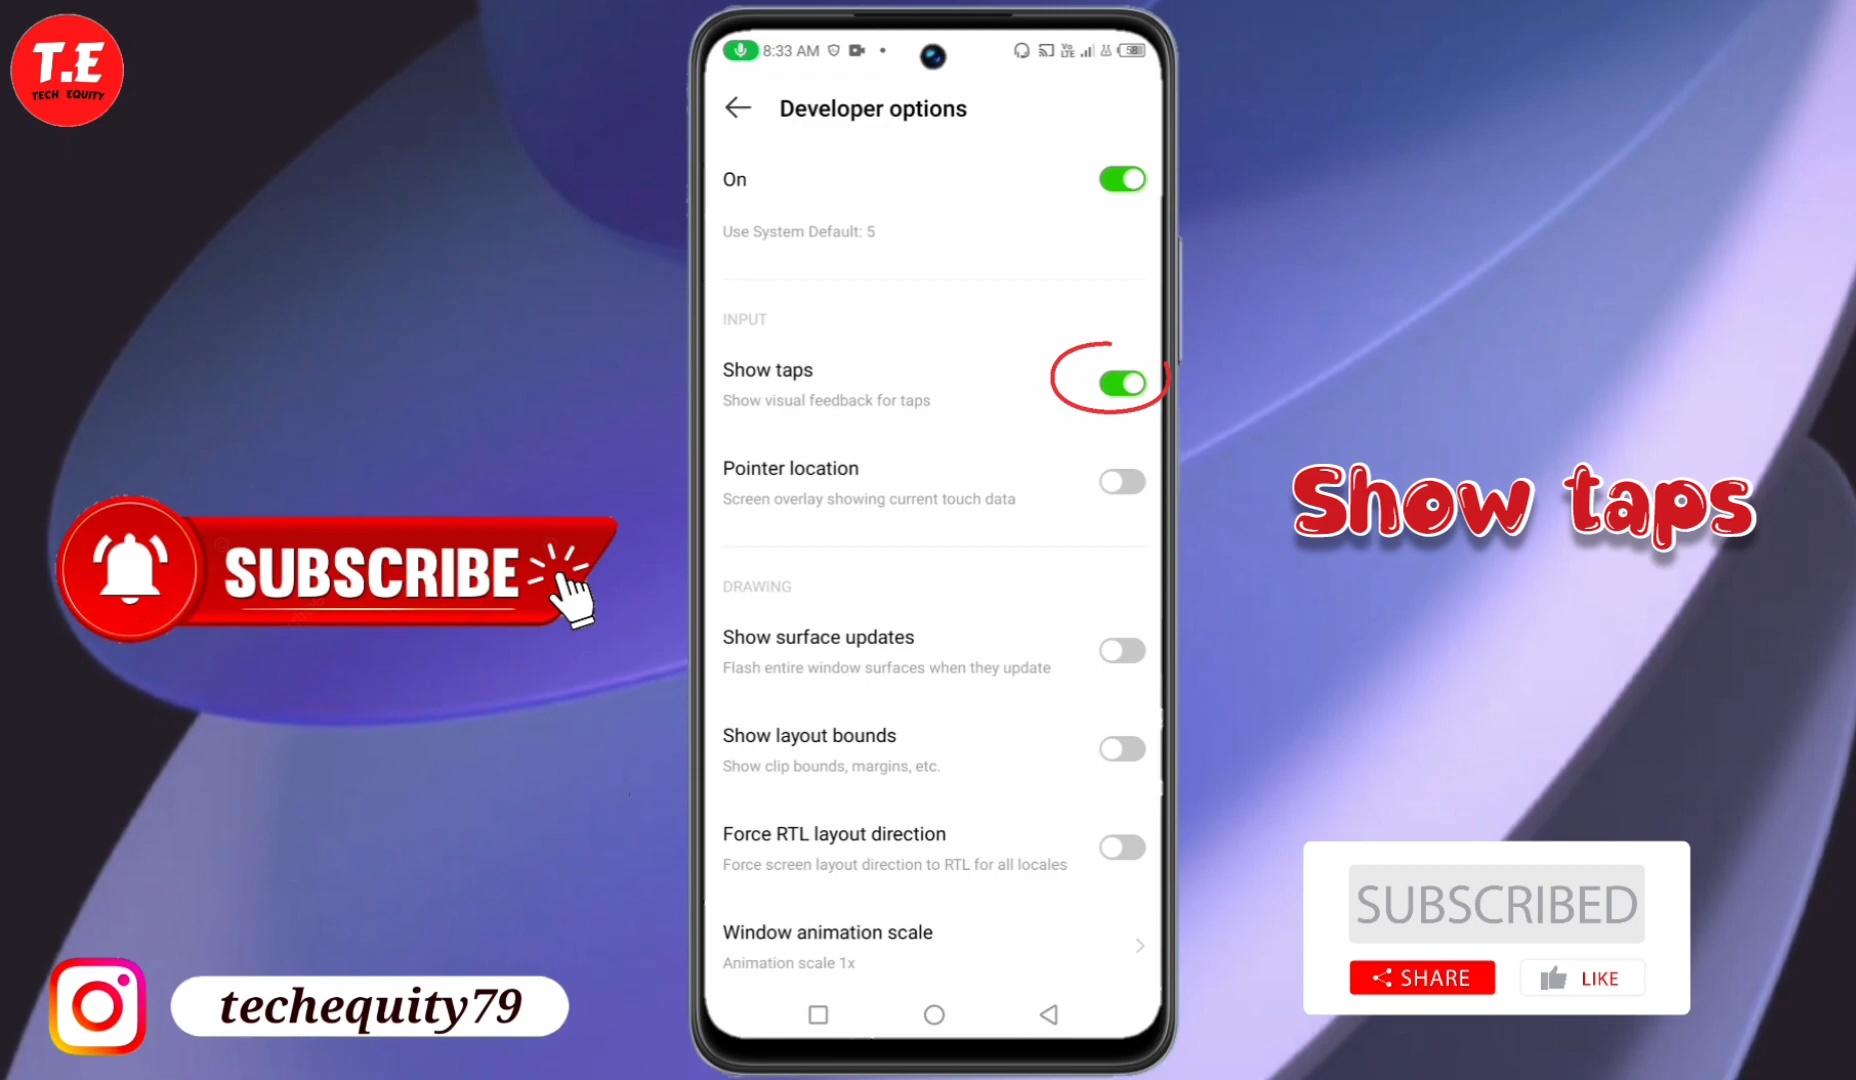 T.E
TECH EQUITY
8:33 AM
Vo
LTE
58
Developer options
On
Use System Default: 5
INPUT
Show taps
Show visual feedback for taps
Pointer location
Screen overlay showing current touch data
DRAWING
Show surface updates
Flash entire window surfaces when they update
Show layout bounds
Show clip bounds, margins, etc.
Force RTL layout direction
Force screen layout direction to RTL for all locales
Window animation scale
Animation scale 1x
SUBSCRIBE
techequity79
Show taps
SUBSCRIBED
SHARE
LIKE